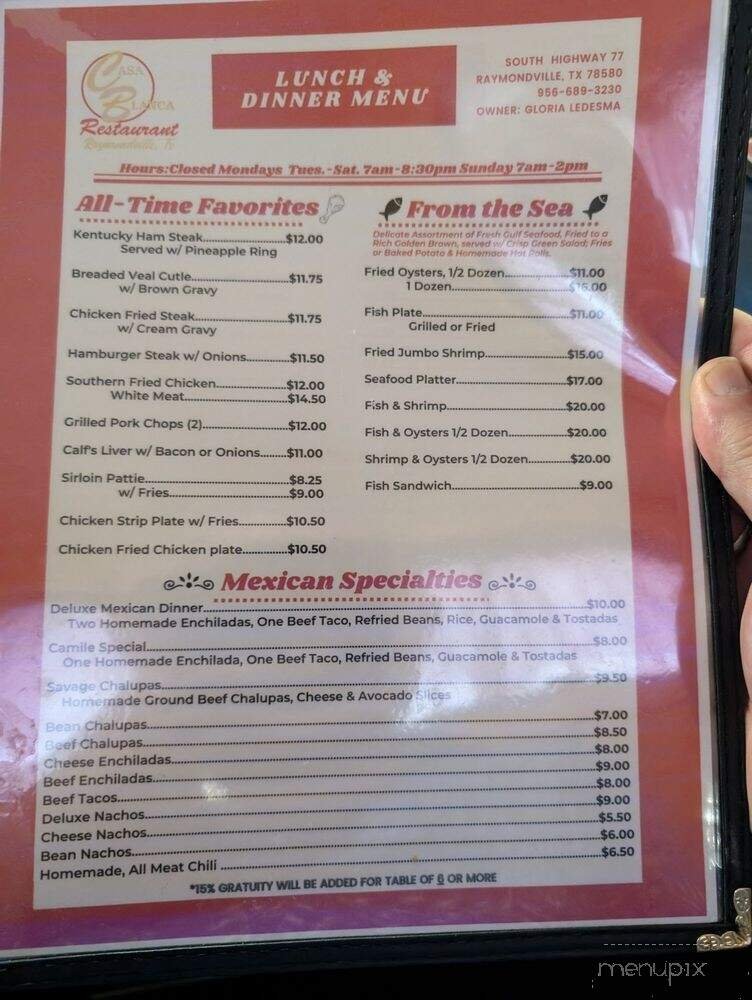 CASA
BLANCA
Restaurant
Raymondville, Tx
LUNCH &
DINNER MENU
SOUTH HIGHWAY 77
RAYMONDVILLE, TX 78580
956-689-3230
OWNER: GLORIA LEDESMA
Hours:Closed Mondays Tues.-Sat. 7am-8:30pm Sunday 7am-2pm
All-Time Favorites
Kentucky Ham Steak $12.00
Served w/ Pineapple Ring
Breaded Veal Cutle $11.75
w/ Brown Gravy
Chicken Fried Steak $11.75
w/ Cream Gravy
Hamburger Steak w/ Onions $11.50
Southern Fried Chicken $12.00
White Meat $14.50
Grilled Pork Chops (2) $12.00
Calf's Liver w/ Bacon or Onions $11.00
Sirloin Pattie $8.25
w/ Fries $9.00
Chicken Strip Plate w/ Fries $10.50
Chicken Fried Chicken plate $10.50
From the Sea
Delicate Assortment of Fresh Gulf Seafood, Fried to a
Rich Golden Brown, served w/ Crisp Green Salad; Fries
or Baked Potato & Homemade Hot Rolls.
Fried Oysters, 1/2 Dozen $11.00
1 Dozen
Fish Plate $11.00
Grilled or Fried
Fried Jumbo Shrimp $15.00
Seafood Platter $17.00
Fish & Shrimp $20.00
Fish & Oysters 1/2 Dozen $20.00
Shrimp & Oysters 1/2 Dozen $20.00
Fish Sandwich $9.00
Mexican Specialties
Deluxe Mexican Dinner $10.00
Two Homemade Enchiladas, One Beef Taco, Refried Beans, Rice, Guacamole & Tostadas
Camile Special $8.00
One Homemade Enchilada, One Beef Taco, Refried Beans, Guacamole & Tostadas
Savage Chalupas $9.50
Homemade Ground Beef Chalupas, Cheese & Avocado Slices
Bean Chalupas $7.00
Beef Chalupas $8.50
Cheese Enchiladas $8.00
Beef Enchiladas $9.00
Beef Tacos $8.00
Deluxe Nachos $9.00
Cheese Nachos $5.50
Bean Nachos $6.00
Homemade, All Meat Chili $6.50
*15% GRATUITY WILL BE ADDED FOR TABLE OF 6 OR MORE
menupix